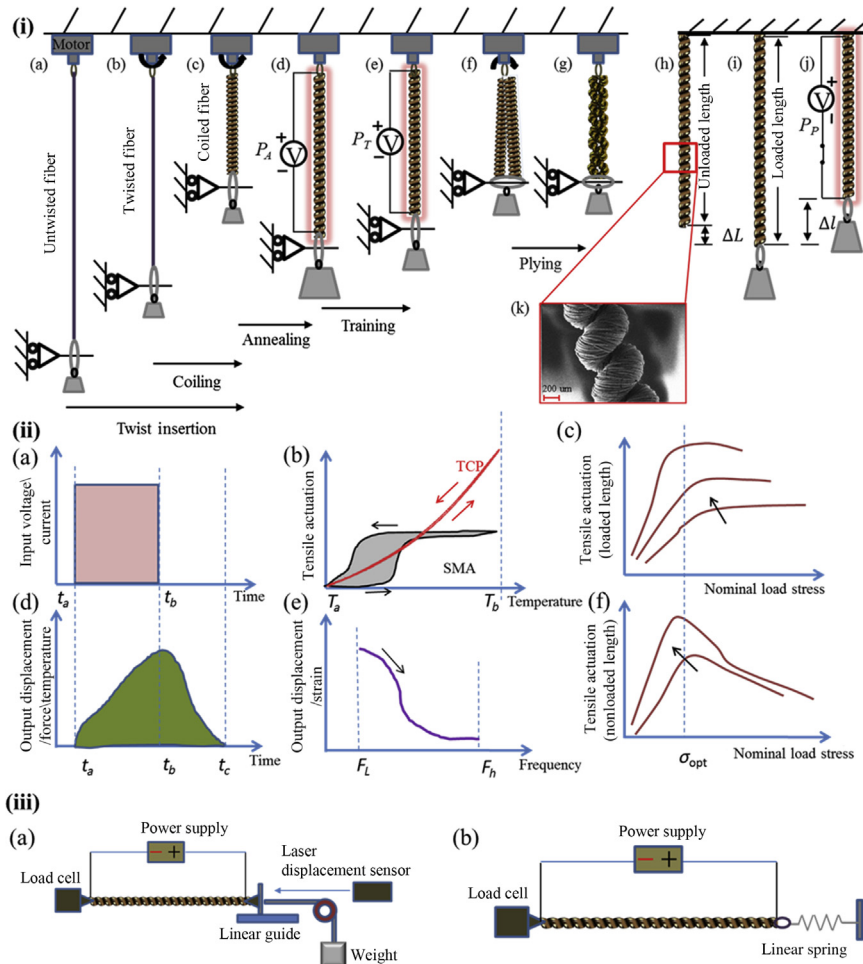 (i)
Motor
(a)
(b)
(c)
(d)
(e)
(f)
(g)
(h)
(i)
(j)
Untwisted fiber
Twisted fiber
Coiled fiber
P_A
+
V
−
P_T
+
V
−
Unloaded length
Loaded length
P_P
+
V
−
ΔL
Δl
Plying
Annealing
Training
Coiling
Twist insertion
(k)
200 um
(ii)
(a)
Input voltage\
current
t_a
t_b
Time
(b)
Tensile actuation
TCP
SMA
T_a
T_b
Temperature
(c)
Tensile actuation
(loaded length)
Nominal load stress
(d)
Output displacement
/force\temperature
t_a
t_b
t_c
Time
(e)
Output displacement
/strain
F_L
F_h
Frequency
(f)
Tensile actuation
(nonloaded length)
σ_opt
Nominal load stress
(iii)
(a)
Power supply
− +
Load cell
Laser
displacement sensor
Linear guide
Weight
(b)
Power supply
− +
Load cell
Linear spring